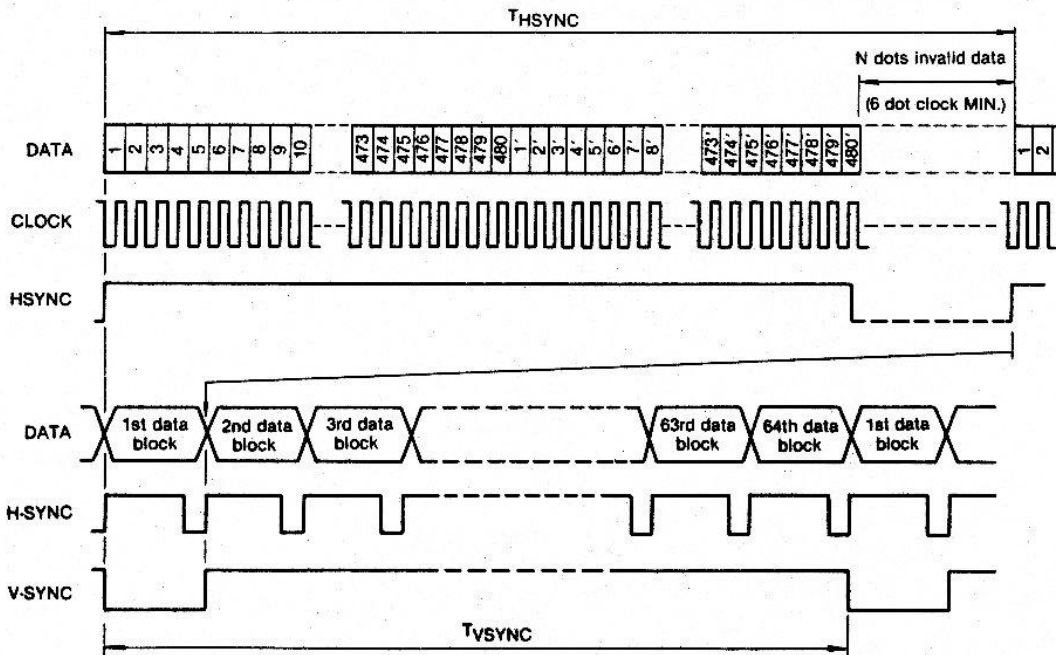 THSYNC
N dots invalid data
(6 dot clock MIN.)
DATA 1 2 3 4 5 6 7 8 9 10 473 474 475 476 477 478 479 480 1′ 2′ 3′ 4′ 5′ 6′ 7′ 8′ 473′ 474′ 475′ 476′ 477′ 478′ 479′ 480′ 1 2
CLOCK
HSYNC
DATA
1st data block
2nd data block
3rd data block
63rd data block
64th data block
1st data block
H-SYNC
V-SYNC
TVSYNC